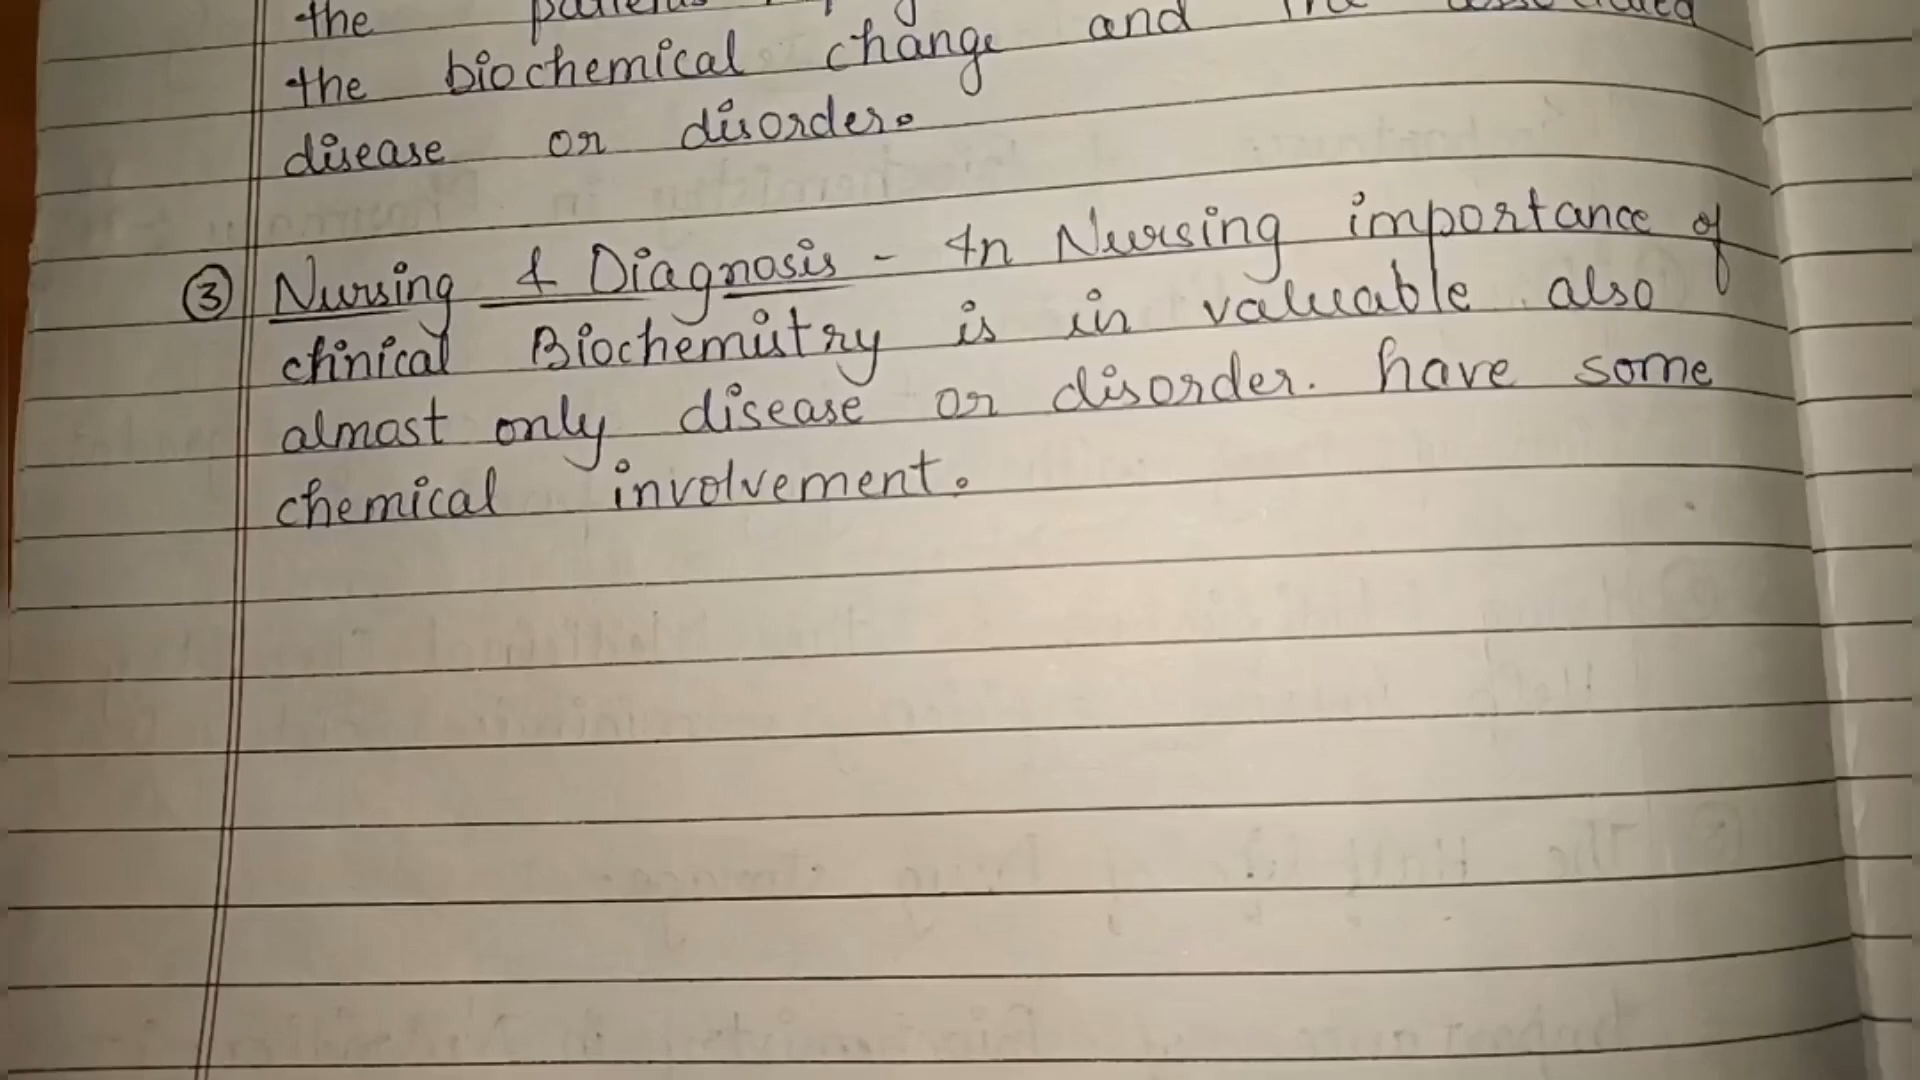 the
the biochemical change and
disease or disorder.
③ Nursing & Diagnosis - In Nursing importance of
clinical Biochemistry is in valuable also
almost only disease or disorder. have some
chemical involvement.